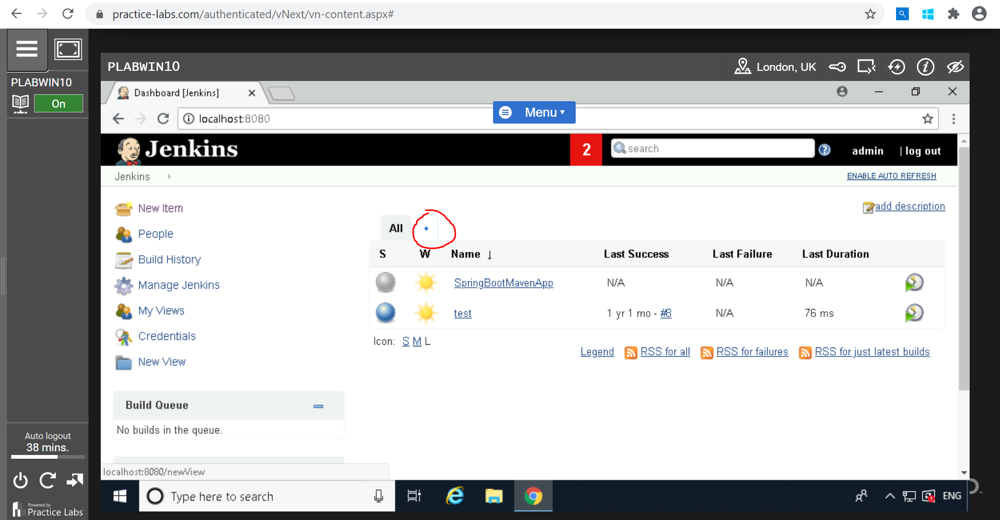 practice-labs.com/authenticated/vNext/vn-content.aspx#
PLABWIN10
On
PLABWIN10
London, UK
Dashboard [Jenkins]
localhost:8080
Menu
Jenkins
2
search
admin
| log out
Jenkins
ENABLE AUTO REFRESH
New Item
People
Build History
Manage Jenkins
My Views
Credentials
New View
add description
All +
S W Name ↓ Last Success Last Failure Last Duration
SpringBootMavenApp N/A N/A N/A
test 1 yr 1 mo - #8 N/A 76 ms
Icon: S M L
Legend RSS for all RSS for failures RSS for just latest builds
Build Queue
No builds in the queue.
localhost:8080/newView
Auto logout
38 mins.
Powered by
Practice Labs
Type here to search
ENG